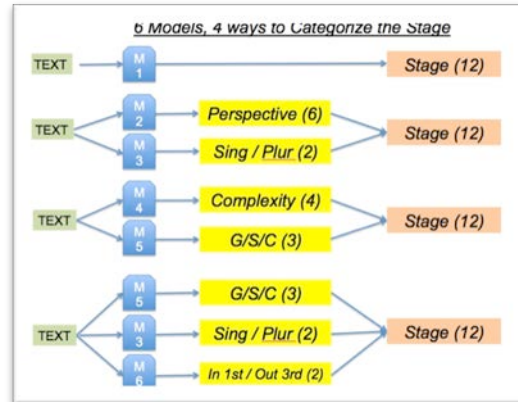 6 Models, 4 ways to Categorize the Stage
TEXT
M
1
Stage (12)
TEXT
M
2
Perspective (6)
M
3
Sing / Plur (2)
Stage (12)
TEXT
M
4
Complexity (4)
M
5
G/S/C (3)
Stage (12)
TEXT
M
5
G/S/C (3)
M
3
Sing / Plur (2)
M
6
In 1st / Out 3rd (2)
Stage (12)